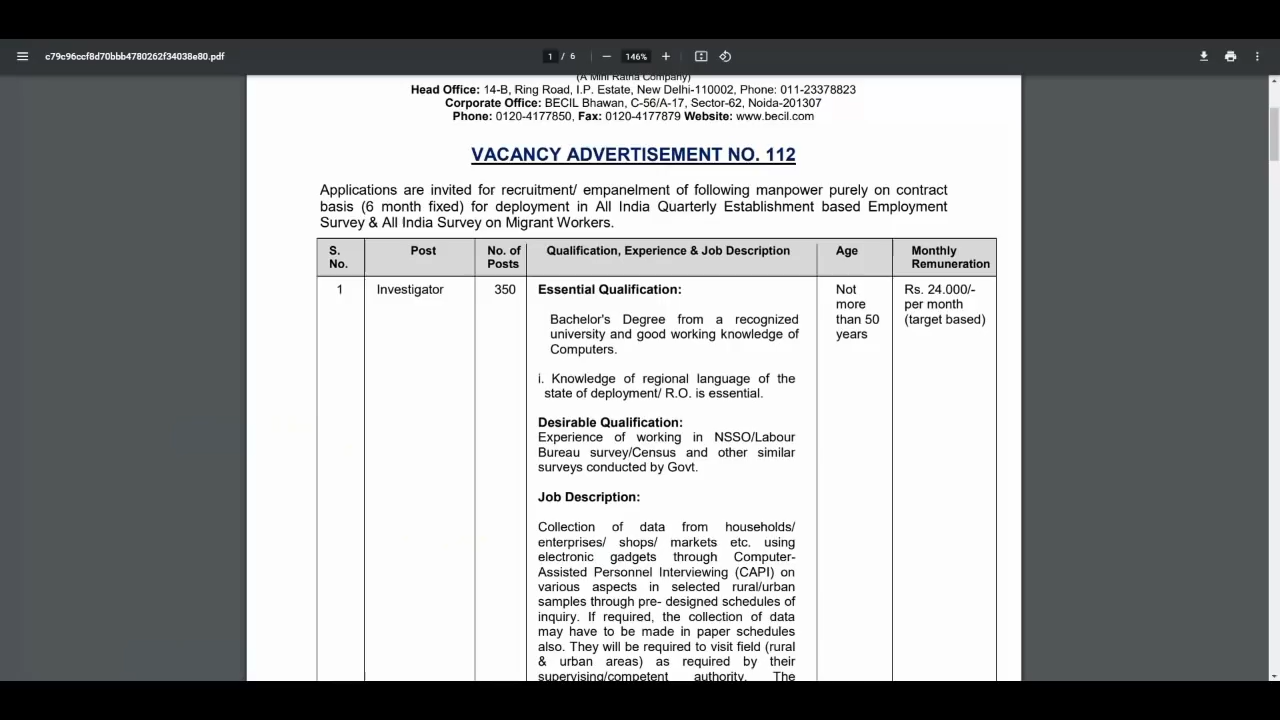 c79c96ccf8d70bbb4780262f34038e80.pdf
1 / 6
146%
(A Mini Ratna Company)
Head Office: 14-B, Ring Road, I.P. Estate, New Delhi-110002, Phone: 011-23378823
Corporate Office: BECIL Bhawan, C-56/A-17, Sector-62, Noida-201307
Phone: 0120-4177850, Fax: 0120-4177879 Website: www.becil.com
VACANCY ADVERTISEMENT NO. 112
Applications are invited for recruitment/ empanelment of following manpower purely on contract
basis (6 month fixed) for deployment in All India Quarterly Establishment based Employment
Survey & All India Survey on Migrant Workers.
S.
No.
Post
No. of
Posts
Qualification, Experience & Job Description
Age
Monthly
Remuneration
1
Investigator
350
Essential Qualification:
Bachelor's Degree from a recognized
university and good working knowledge of
Computers.
i. Knowledge of regional language of the
state of deployment/ R.O. is essential.
Desirable Qualification:
Experience of working in NSSO/Labour
Bureau survey/Census and other similar
surveys conducted by Govt.
Job Description:
Collection of data from households/
enterprises/ shops/ markets etc. using
electronic gadgets through Computer-
Assisted Personnel Interviewing (CAPI) on
various aspects in selected rural/urban
samples through pre- designed schedules of
inquiry. If required, the collection of data
may have to be made in paper schedules
also. They will be required to visit field (rural
& urban areas) as required by their
supervising/competent authority. The
Not
more
than 50
years
Rs. 24.000/-
per month
(target based)